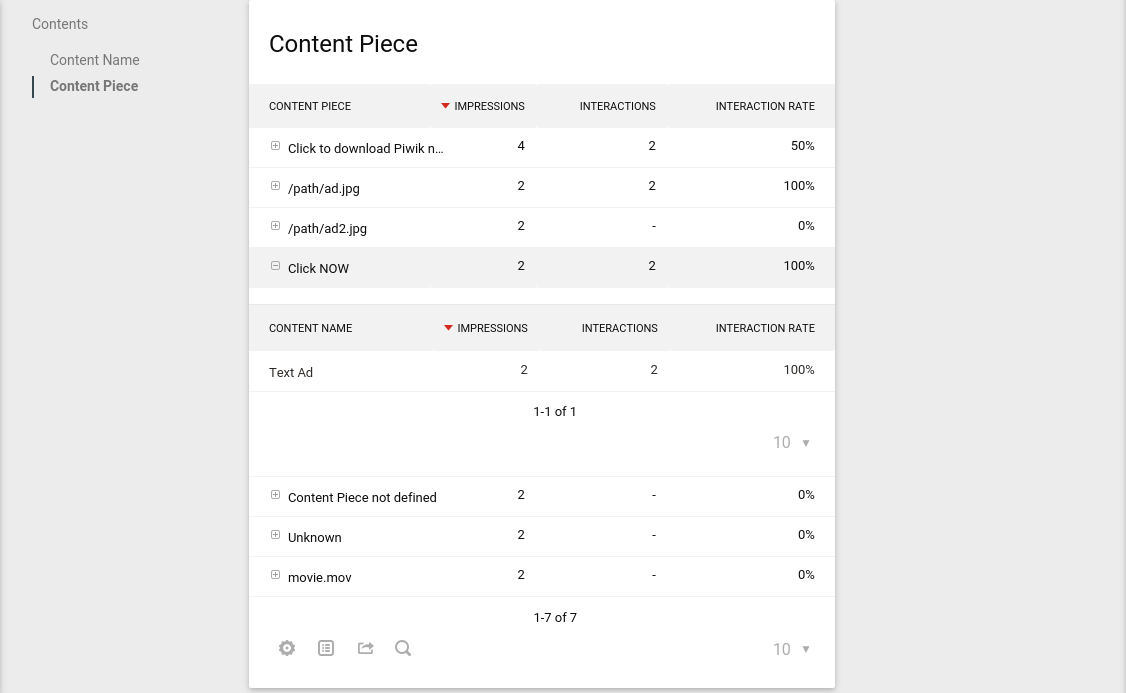 Contents
Content Name
Content Piece
Content Piece
CONTENT PIECE IMPRESSIONS INTERACTIONS INTERACTION RATE
Click to download Piwik n... 4 2 50%
/path/ad.jpg 2 2 100%
/path/ad2.jpg 2 - 0%
Click NOW 2 2 100%
CONTENT NAME IMPRESSIONS INTERACTIONS INTERACTION RATE
Text Ad 2 2 100%
1-1 of 1
10
Content Piece not defined 2 - 0%
Unknown 2 - 0%
movie.mov 2 - 0%
1-7 of 7
10